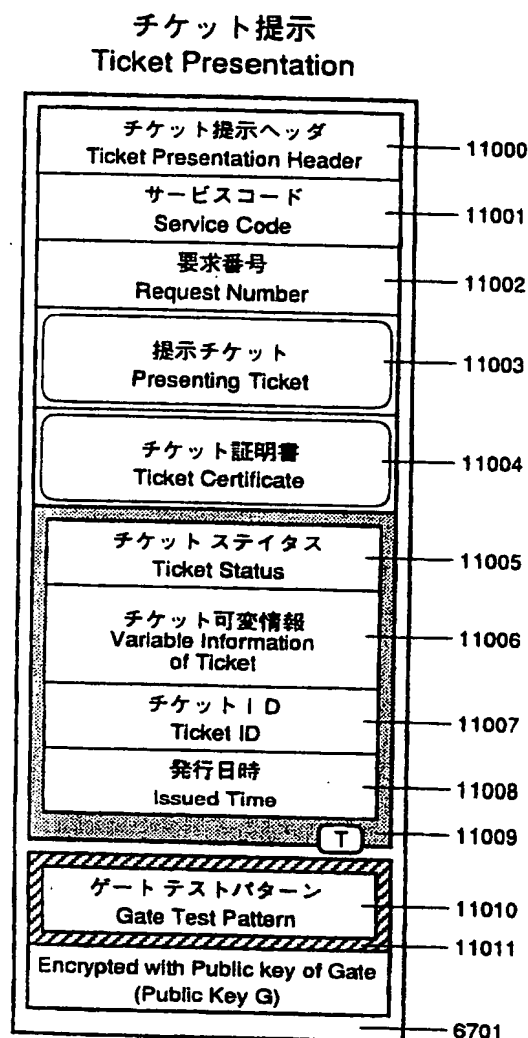 チケット提示
Ticket Presentation
チケット提示ヘッダ
Ticket Presentation Header
11000
サービスコード
Service Code
11001
要求番号
Request Number
11002
提示チケット
Presenting Ticket
11003
チケット証明書
Ticket Certificate
11004
チケット ステイタス
Ticket Status
11005
チケット可変情報
Variable Information
of Ticket
11006
チケットID
Ticket ID
11007
発行日時
Issued Time
11008
T
11009
ゲート テストパターン
Gate Test Pattern
11010
11011
Encrypted with Public key of Gate
(Public Key G)
6701